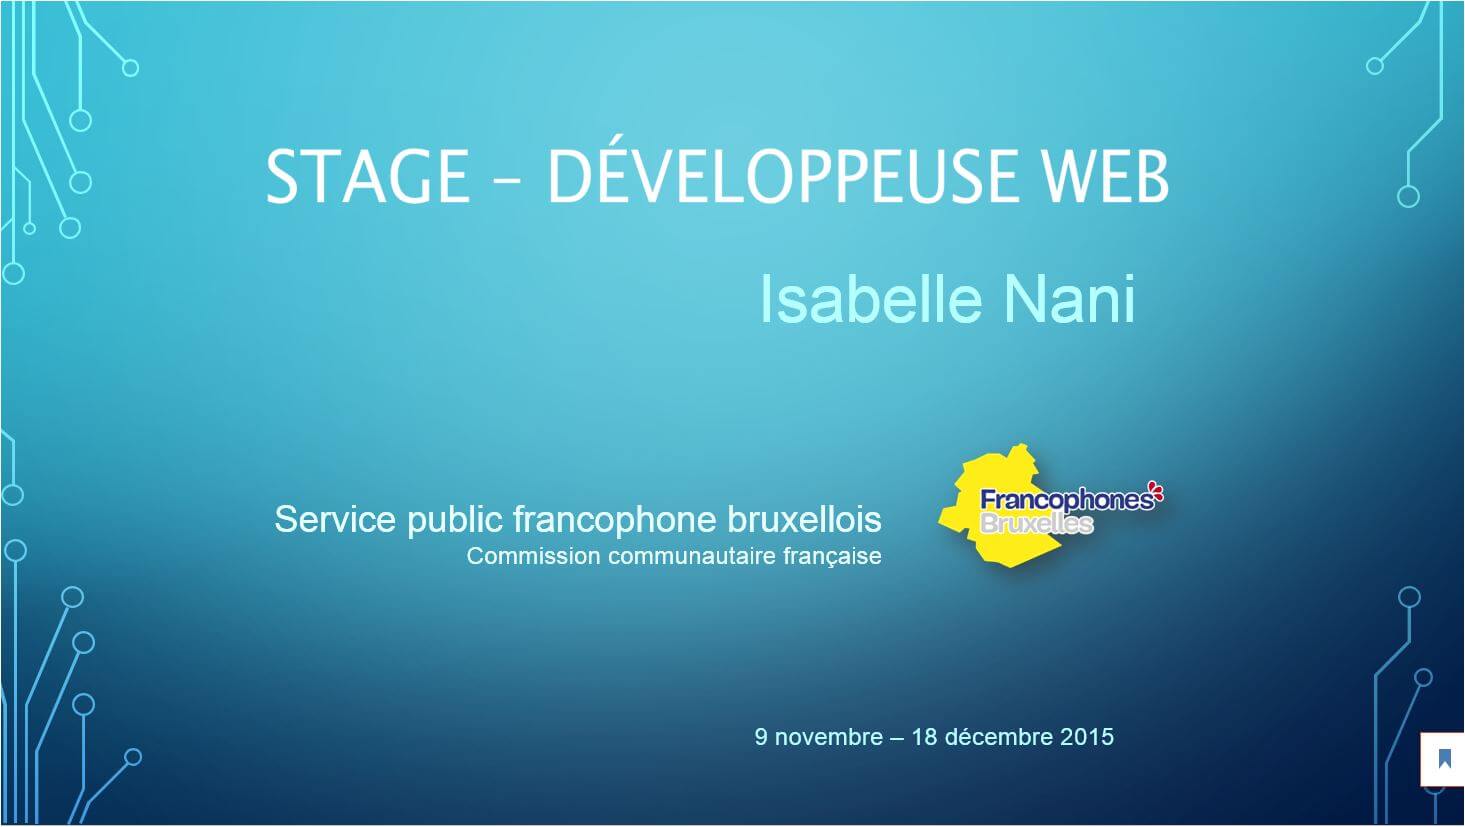 STAGE – DÉVELOPPEUSE WEB
Isabelle Nani
Service public francophone bruxellois
Commission communautaire française
Francophones
Bruxelles
9 novembre – 18 décembre 2015